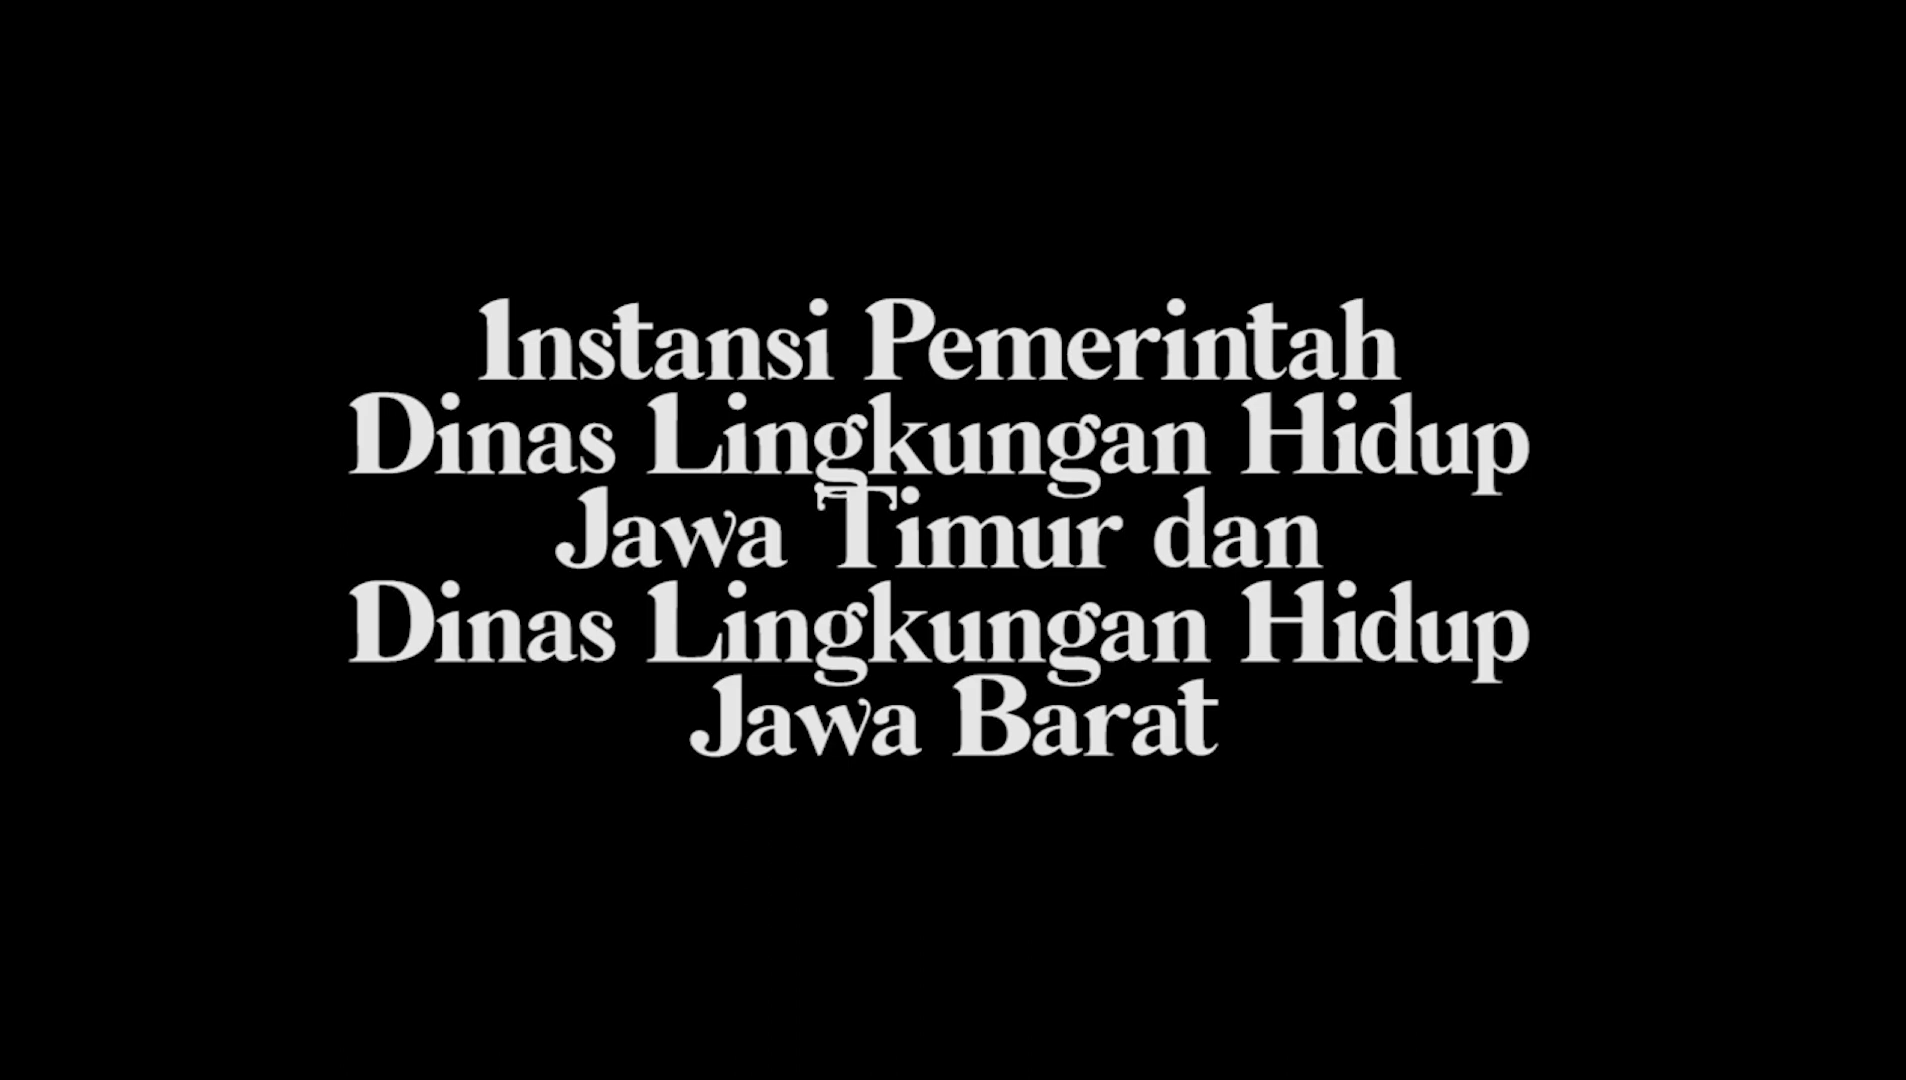 Instansi Pemerintah
Dinas Lingkungan Hidup
Jawa Timur dan
Dinas Lingkungan Hidup
Jawa Barat